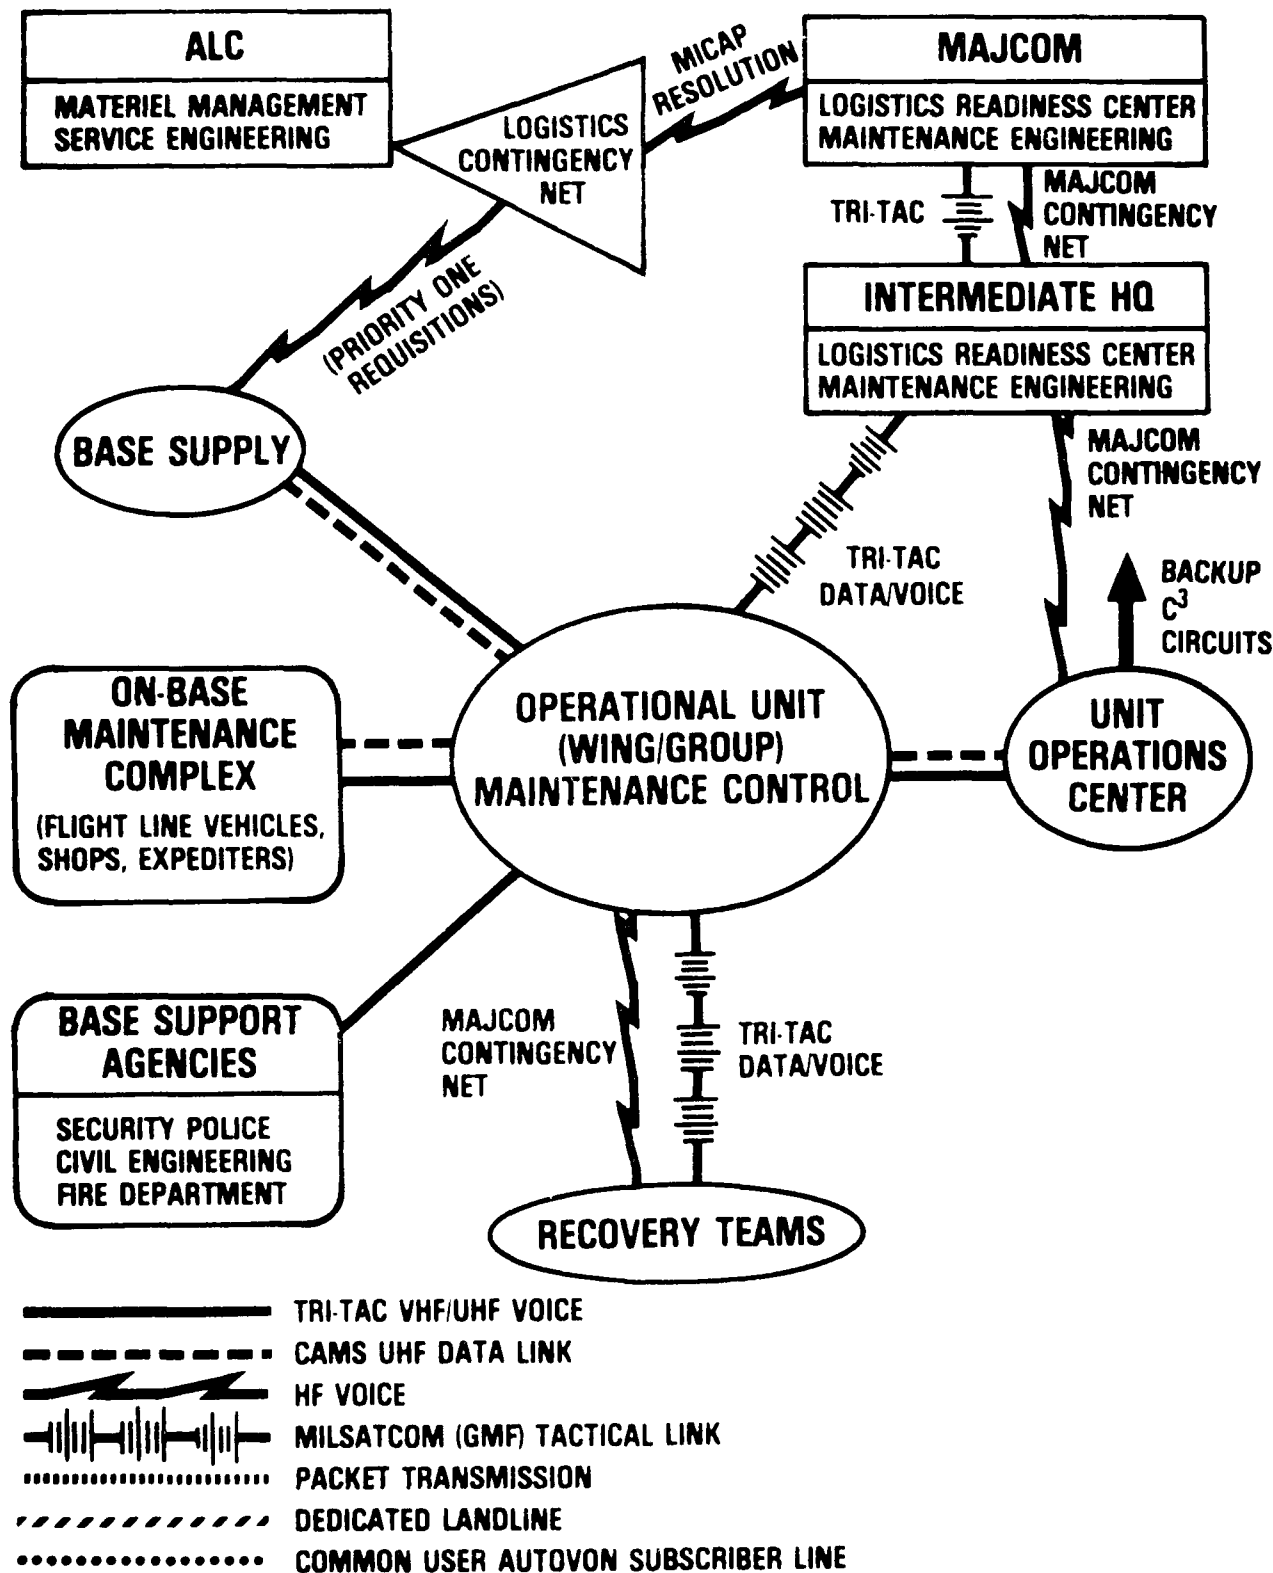 ALC
MATERIEL MANAGEMENT
SERVICE ENGINEERING
LOGISTICS
CONTINGENCY
NET
MICAP
RESOLUTION
MAJCOM
LOGISTICS READINESS CENTER
MAINTENANCE ENGINEERING
TRI-TAC
MAJCOM
CONTINGENCY
NET
INTERMEDIATE HQ
LOGISTICS READINESS CENTER
MAINTENANCE ENGINEERING
(PRIORITY ONE
REQUISITIONS)
BASE SUPPLY
MAJCOM
CONTINGENCY
NET
TRI-TAC
DATA/VOICE
BACKUP
C³
CIRCUITS
ON-BASE
MAINTENANCE
COMPLEX
(FLIGHT LINE VEHICLES,
SHOPS, EXPEDITERS)
OPERATIONAL UNIT
(WING/GROUP)
MAINTENANCE CONTROL
UNIT
OPERATIONS
CENTER
BASE SUPPORT
AGENCIES
SECURITY POLICE
CIVIL ENGINEERING
FIRE DEPARTMENT
MAJCOM
CONTINGENCY
NET
TRI-TAC
DATA/VOICE
RECOVERY TEAMS
TRI-TAC VHF/UHF VOICE
CAMS UHF DATA LINK
HF VOICE
MILSATCOM (GMF) TACTICAL LINK
PACKET TRANSMISSION
DEDICATED LANDLINE
COMMON USER AUTOVON SUBSCRIBER LINE